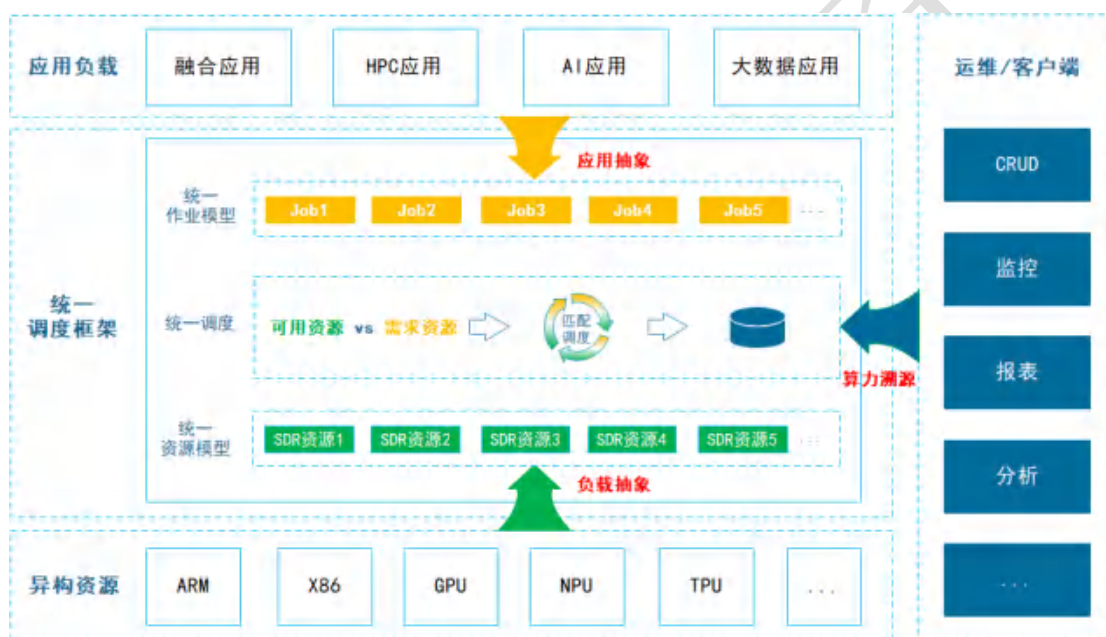 应用负载
融合应用
HPC应用
AI应用
大数据应用
运维/客户端
应用抽象
CRUD
统一
作业模型
Job1
Job2
Job3
Job4
Job5
...
监控
统一
调度框架
统一调度
可用资源 vs 需求资源
匹配
调度
算力溯源
报表
统一
资源模型
SDR资源1
SDR资源2
SDR资源3
SDR资源4
SDR资源5
...
负载抽象
分析
异构资源
ARM
X86
GPU
NPU
TPU
...
...